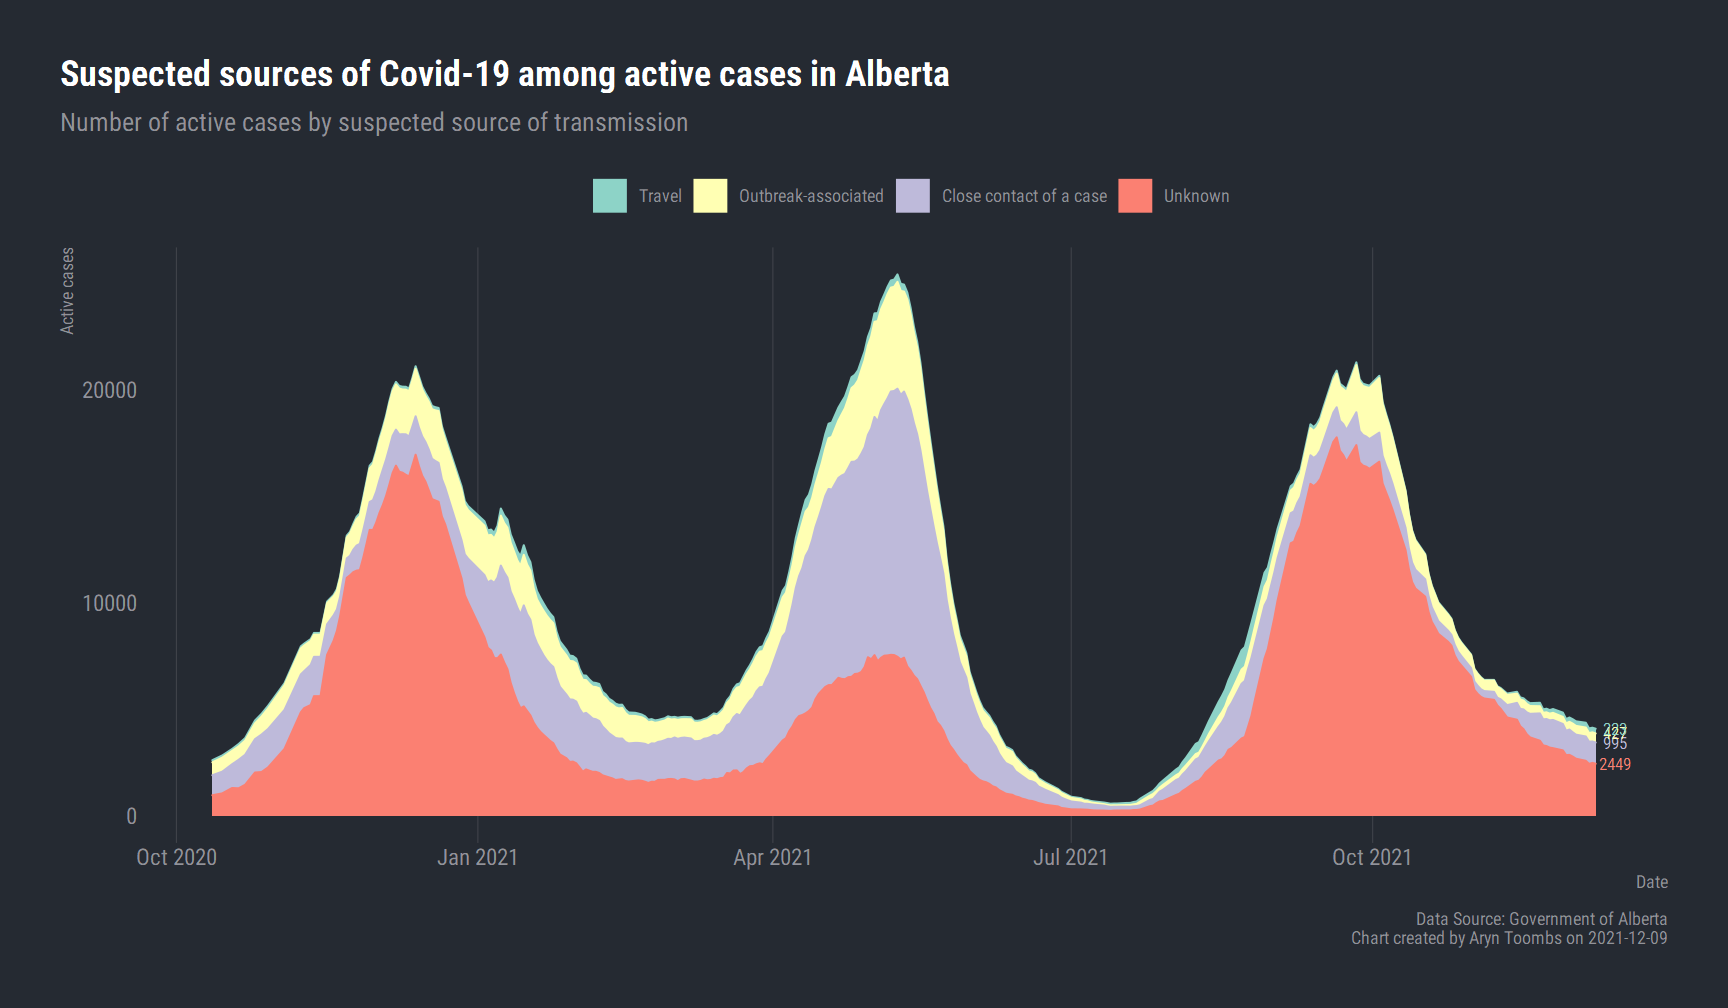 Suspected sources of Covid-19 among active cases in Alberta
Number of active cases by suspected source of transmission
Travel
Outbreak-associated
Close contact of a case
Unknown
Active cases
20000
10000
0
427
995
2449
Oct 2020
Jan 2021
Apr 2021
Jul 2021
Oct 2021
Date
Data Source: Government of Alberta
Chart created by Aryn Toombs on 2021-12-09